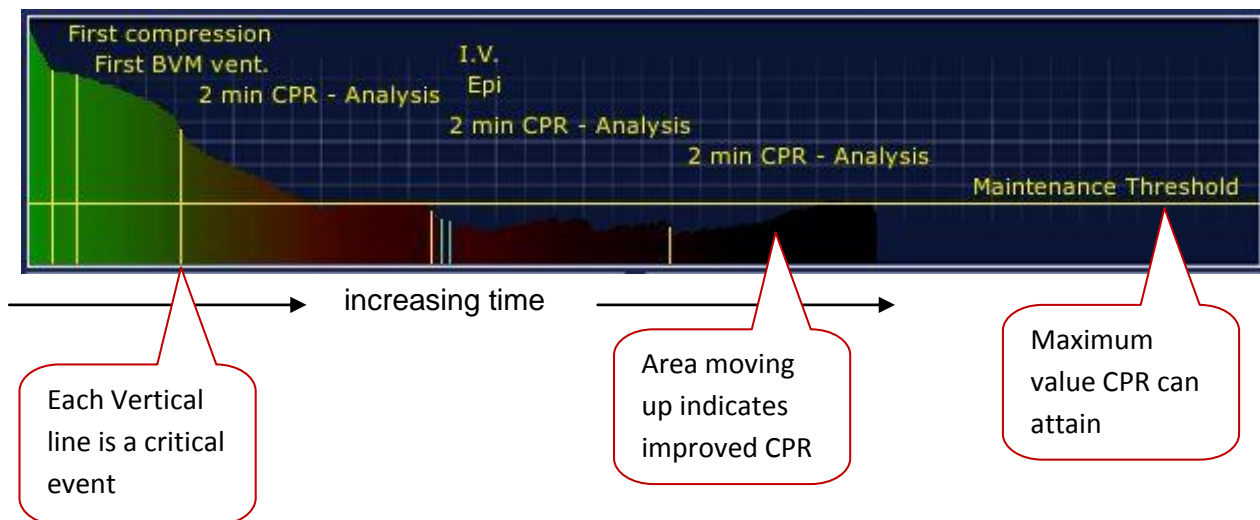 First compression
First BVM vent.
2 min CPR - Analysis
I.V.
Epi
2 min CPR - Analysis
2 min CPR - Analysis
Maintenance Threshold
increasing time
Each Vertical
line is a critical
event
Area moving
up indicates
improved CPR
Maximum
value CPR can
attain